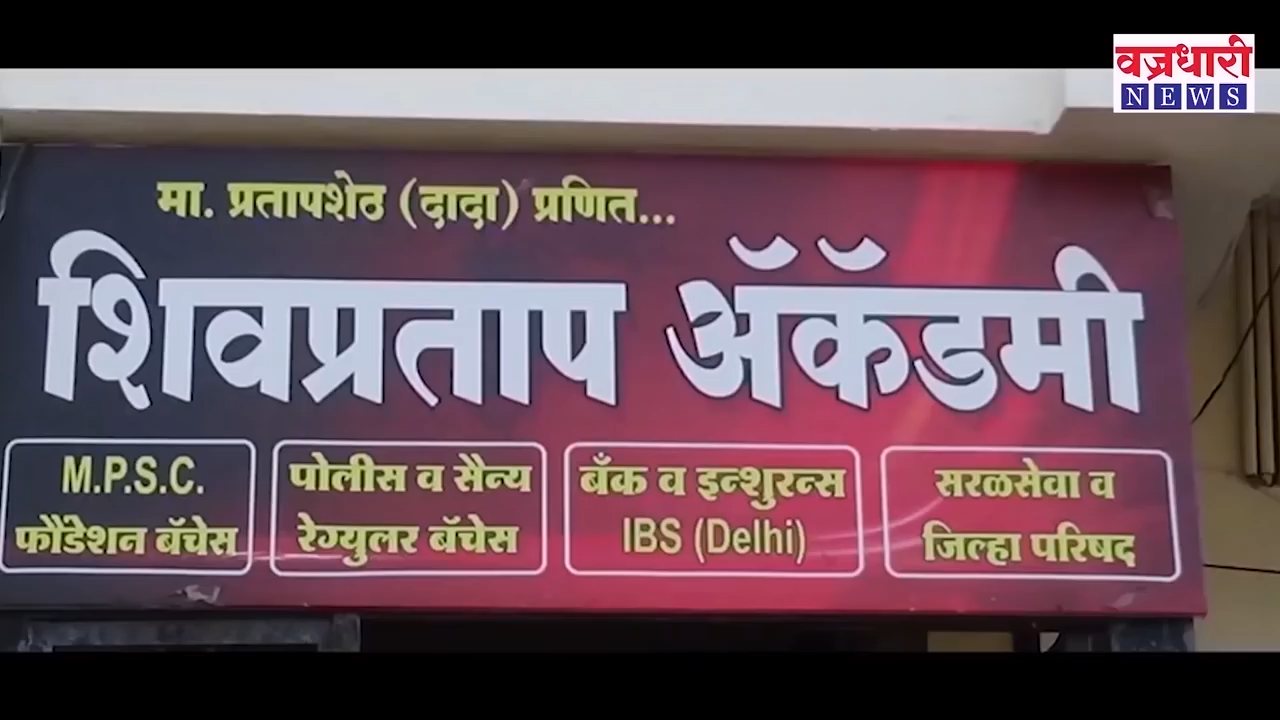 वज्रधारी
NEWS
मा. प्रतापशेठ (दादा) प्रणित...
शिवप्रताप ॲकॅडमी
M.P.S.C.
फौंडेशन बॅचेस
पोलीस व सैन्य
रेग्युलर बॅचेस
बँक व इन्शुरन्स
IBS (Delhi)
सरळसेवा व
जिल्हा परिषद